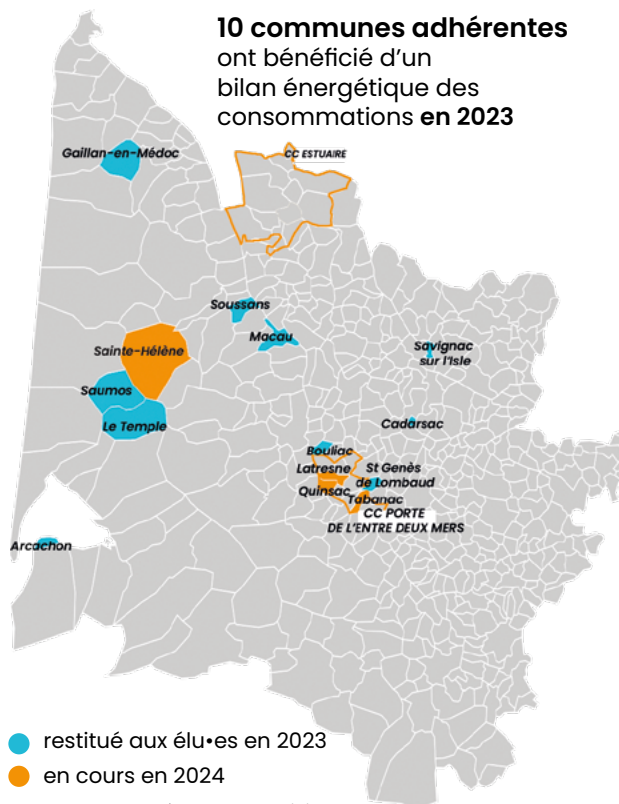 10 communes adhérentes
ont bénéficié d'un
bilan énergétique des
consommations en 2023
Gaillan-en-Médoc
CC ESTUAIRE
Soussans
Macau
Sainte-Hélène
Savignac
sur l'Isle
Saumos
Le Temple
Cadarsac
Bouliac
Latresne
St Genès
de Lombaud
Quinsac
Tabanac
CC PORTE
DE L'ENTRE DEUX MERS
Arcachon
restitué aux élu•es en 2023
en cours en 2024